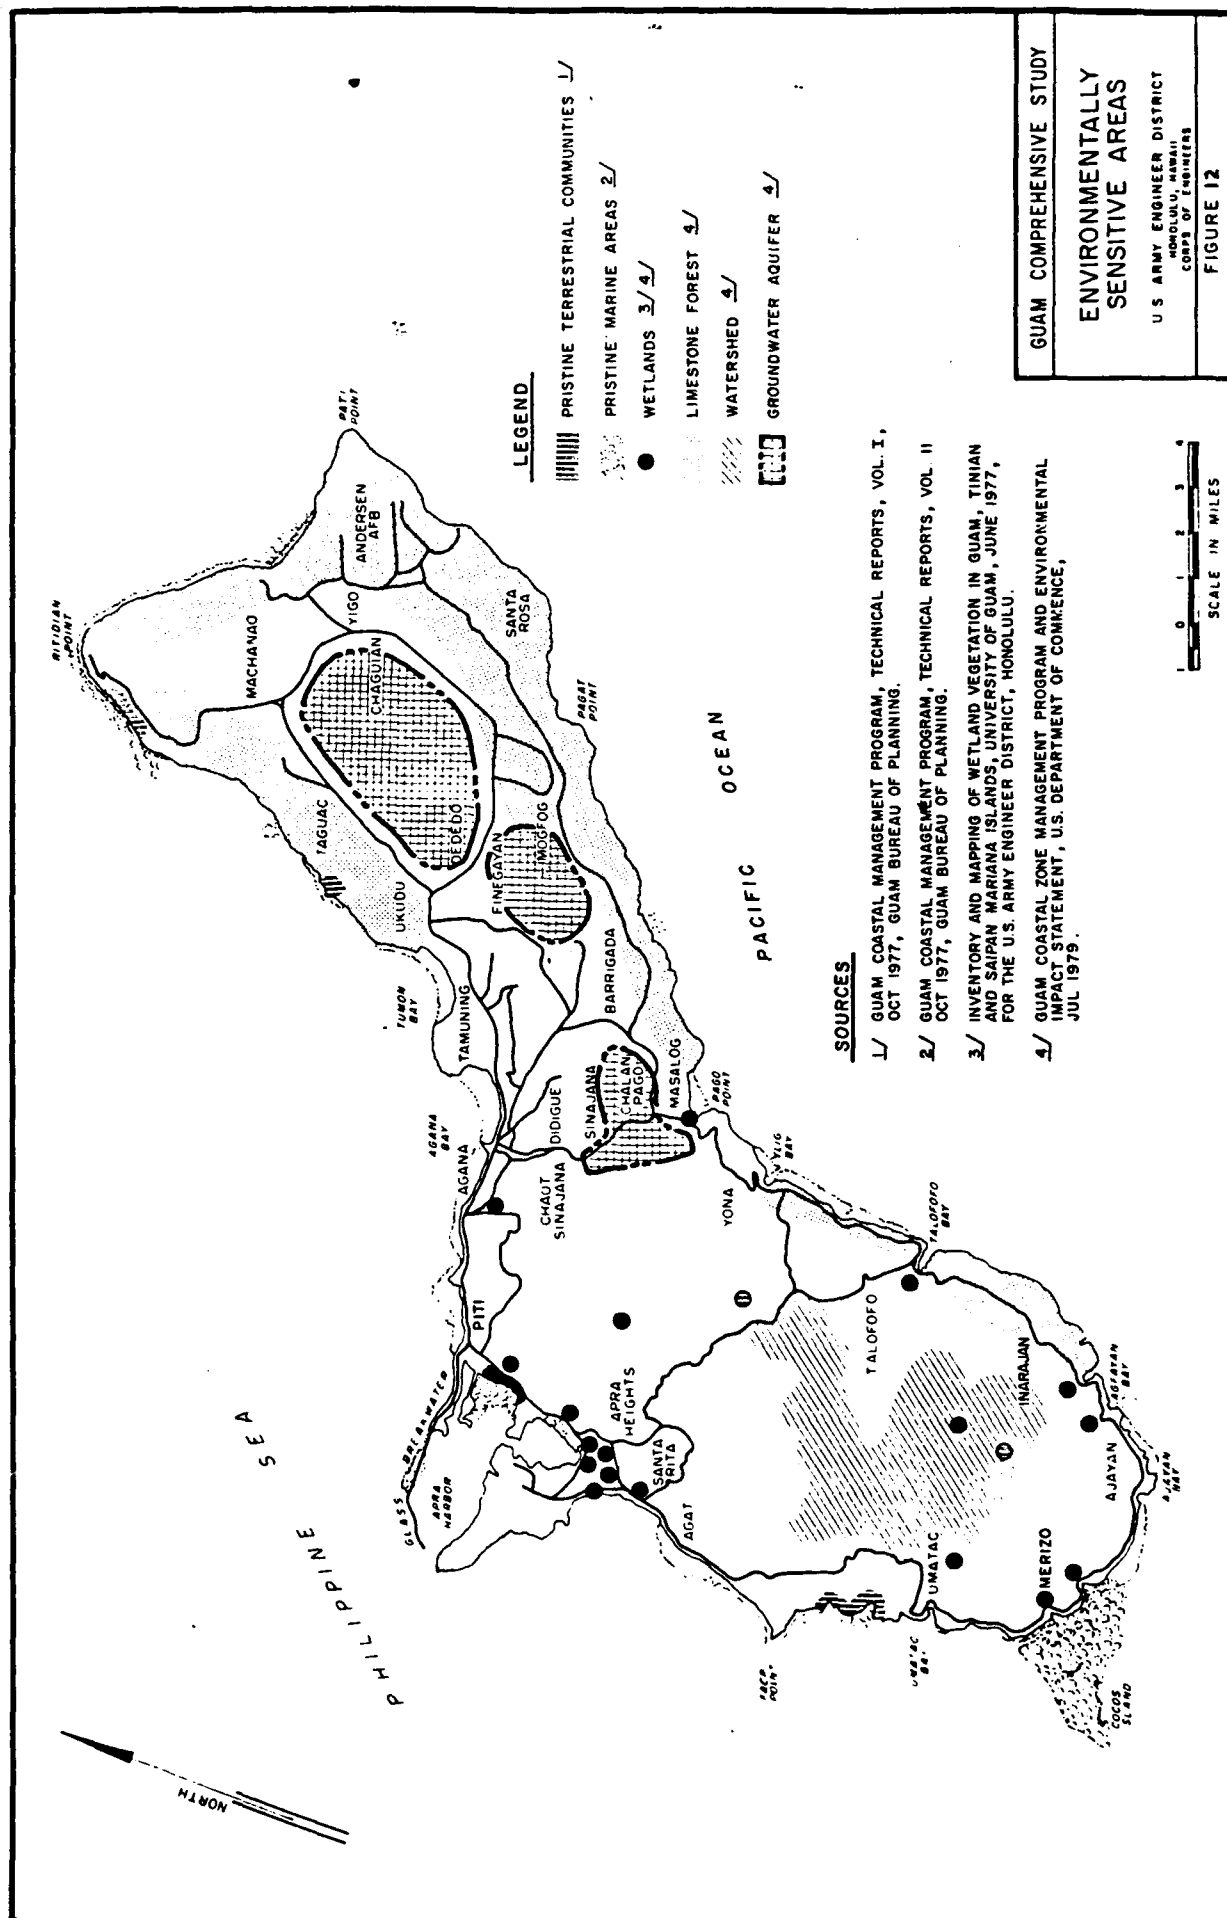 GUAM COMPREHENSIVE STUDY
ENVIRONMENTALLY
SENSITIVE AREAS
U S ARMY ENGINEER DISTRICT
HONOLULU, HAWAII
CORPS OF ENGINEERS
FIGURE 12
LEGEND
PRISTINE TERRESTRIAL COMMUNITIES 1/
PRISTINE MARINE AREAS 2/
WETLANDS 3/ 4/
LIMESTONE FOREST 4/
WATERSHED 4/
GROUNDWATER AQUIFER 4/
SOURCES
1/ GUAM COASTAL MANAGEMENT PROGRAM, TECHNICAL REPORTS, VOL. I,
OCT 1977, GUAM BUREAU OF PLANNING.
2/ GUAM COASTAL MANAGEMENT PROGRAM, TECHNICAL REPORTS, VOL. II
OCT 1977, GUAM BUREAU OF PLANNING.
3/ INVENTORY AND MAPPING OF WETLAND VEGETATION IN GUAM, TINIAN
AND SAIPAN MARIANA ISLANDS, UNIVERSITY OF GUAM, JUNE 1977,
FOR THE U.S. ARMY ENGINEER DISTRICT, HONOLULU.
4/ GUAM COASTAL ZONE MANAGEMENT PROGRAM AND ENVIRONMENTAL
IMPACT STATEMENT, U.S. DEPARTMENT OF COMMENCE,
JUL 1979.
1 0 1 2 3 4
SCALE IN MILES
NORTH
PHILIPPINE SEA
PACIFIC OCEAN
RITIDIAN
POINT
PATI
POINT
ANDERSEN
AFB
MACHANAO
YIGO
CHAGUIAN
SANTA
ROSA
PAGAT
POINT
TAGUAC
DEDEDO
UKUDU
FINEGAYAN
MOGFOG
TUMON
BAY
TAMUNING
BARRIGADA
AGANA
BAY
AGANA
DIDIGUE
SINAJANA
CHALAN
PAGO
MASALOG
PAGO
POINT
CHAUT
SINAJANA
YLIG
BAY
YONA
PITI
TALOFOFO
BAY
TALOFOFO
GLASS BREAKWATER
APRA
HARBOR
APRA
HEIGHTS
SANTA
RITA
AGAT
INARAJAN
AGFAYAN
BAY
AJAYAN
AJAYAN
BAY
UMATAC
MERIZO
POINT
UMATAC
BAY
COCOS
ISLAND